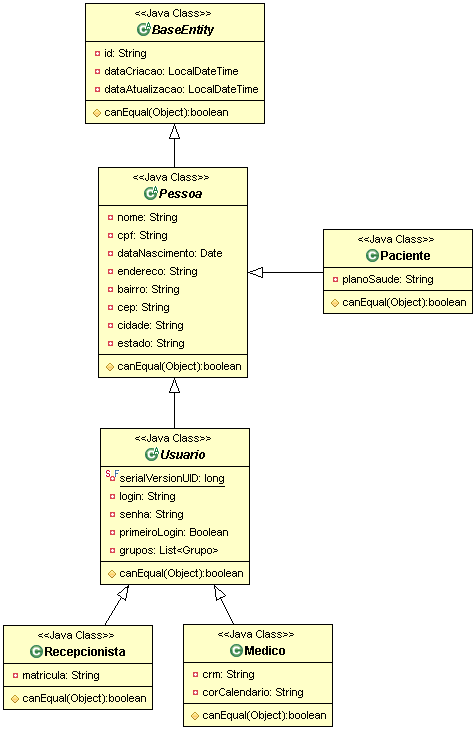 <<Java Class>>
BaseEntity
id: String
dataCriacao: LocalDateTime
dataAtualizacao: LocalDateTime
canEqual(Object):boolean
<<Java Class>>
Pessoa
nome: String
cpf: String
dataNascimento: Date
endereco: String
bairro: String
cep: String
cidade: String
estado: String
canEqual(Object):boolean
<<Java Class>>
Paciente
planoSaude: String
canEqual(Object):boolean
<<Java Class>>
Usuario
serialVersionUID: long
login: String
senha: String
primeiroLogin: Boolean
grupos: List<Grupo>
canEqual(Object):boolean
<<Java Class>>
Recepcionista
matricula: String
canEqual(Object):boolean
<<Java Class>>
Medico
crm: String
corCalendario: String
canEqual(Object):boolean